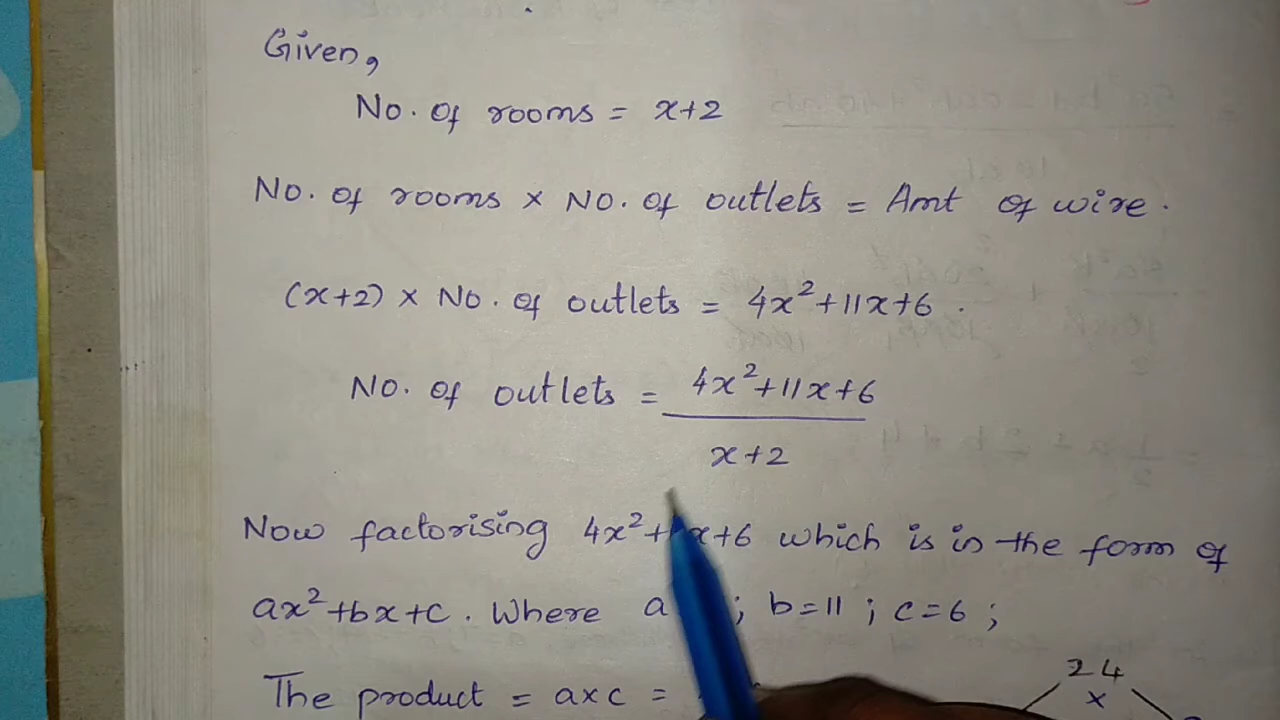 Given,
No. of rooms = x+2
No. of rooms × No. of outlets = Amt of wire.
(x+2) × No. of outlets = 4x²+11x+6.
No. of outlets = 4x²+11x+6
x+2
Now factorising 4x²+ x+6 which is in the form of
ax²+bx+c. Where a ; b=11 ; c=6 ;
The product = a×c =
24
×